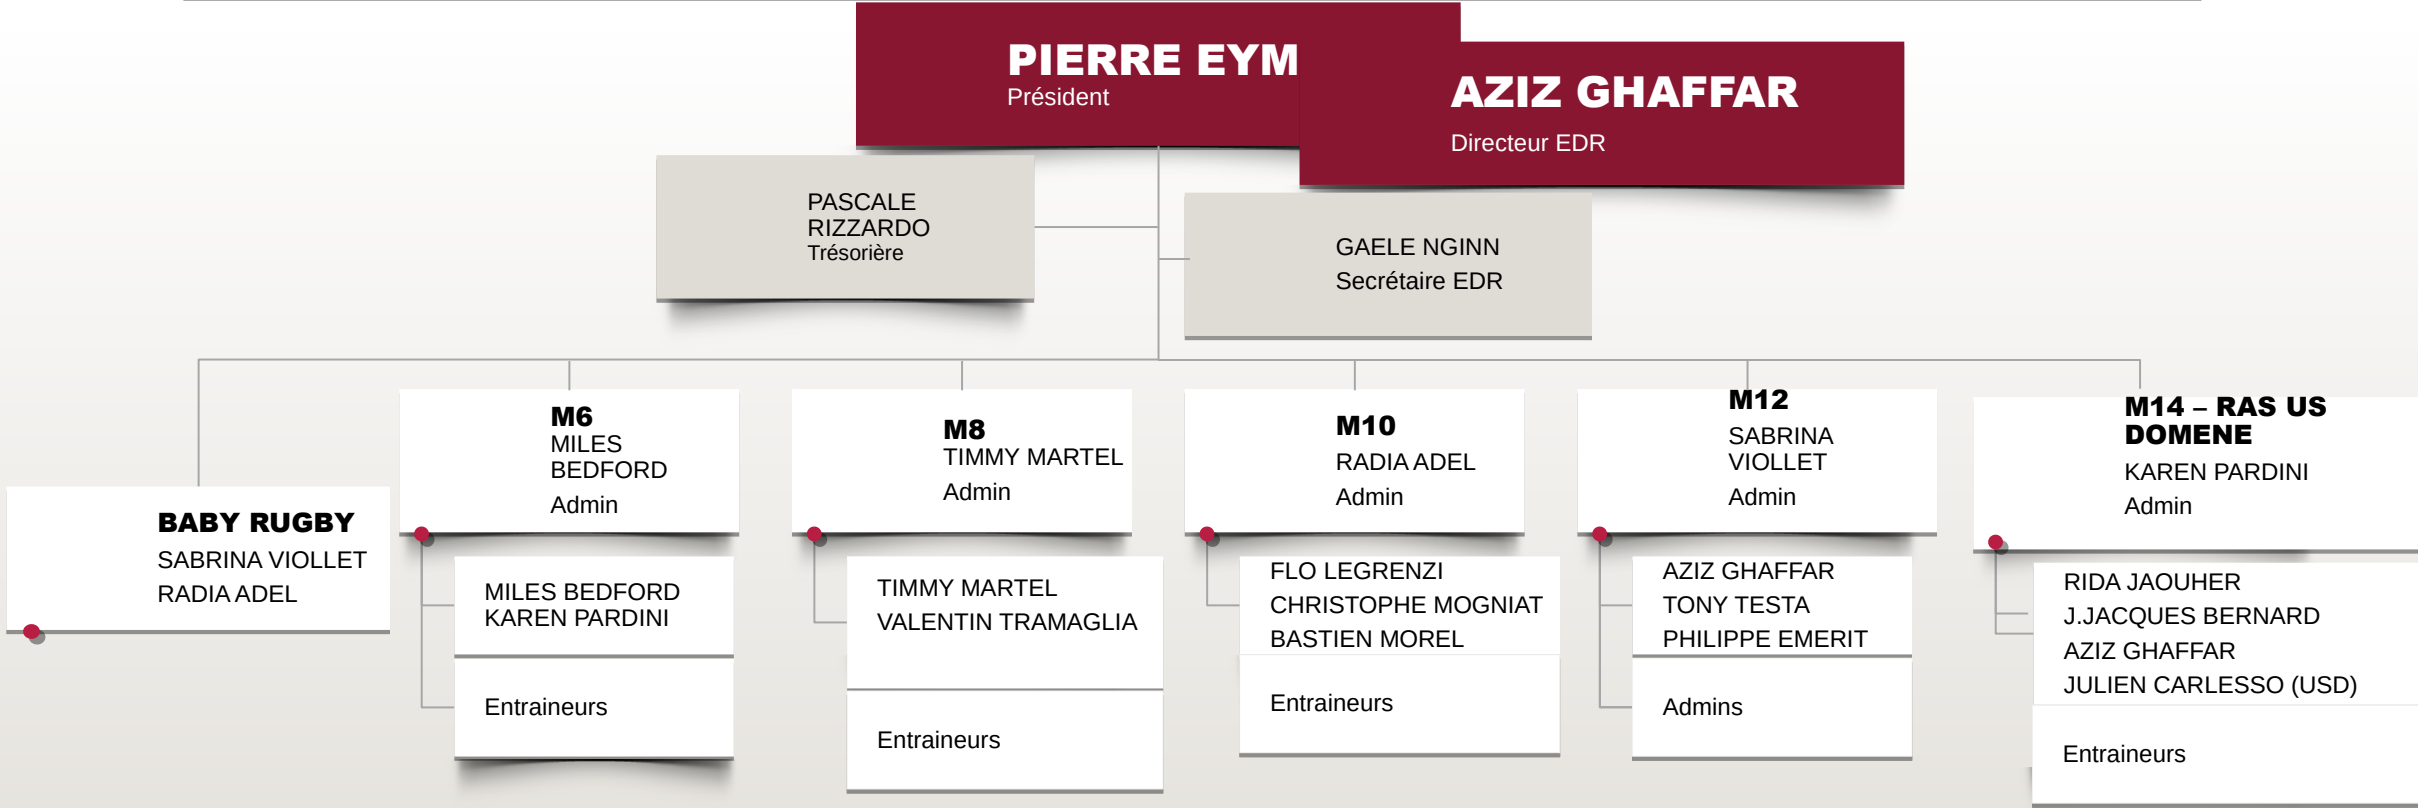 PIERRE EYM
Président
AZIZ GHAFFAR
Directeur EDR
PASCALE
RIZZARDO
Trésorière
GAELE NGINN
Secrétaire EDR
BABY RUGBY
SABRINA VIOLLET
RADIA ADEL
M6
MILES
BEDFORD
Admin
MILES BEDFORD
KAREN PARDINI
Entraineurs
M8
TIMMY MARTEL
Admin
TIMMY MARTEL
VALENTIN TRAMAGLIA
Entraineurs
M10
RADIA ADEL
Admin
FLO LEGRENZI
CHRISTOPHE MOGNIAT
BASTIEN MOREL
Entraineurs
M12
SABRINA
VIOLLET
Admin
AZIZ GHAFFAR
TONY TESTA
PHILIPPE EMERIT
Admins
M14 – RAS US
DOMENE
KAREN PARDINI
Admin
RIDA JAOUHER
J.JACQUES BERNARD
AZIZ GHAFFAR
JULIEN CARLESSO (USD)
Entraineurs